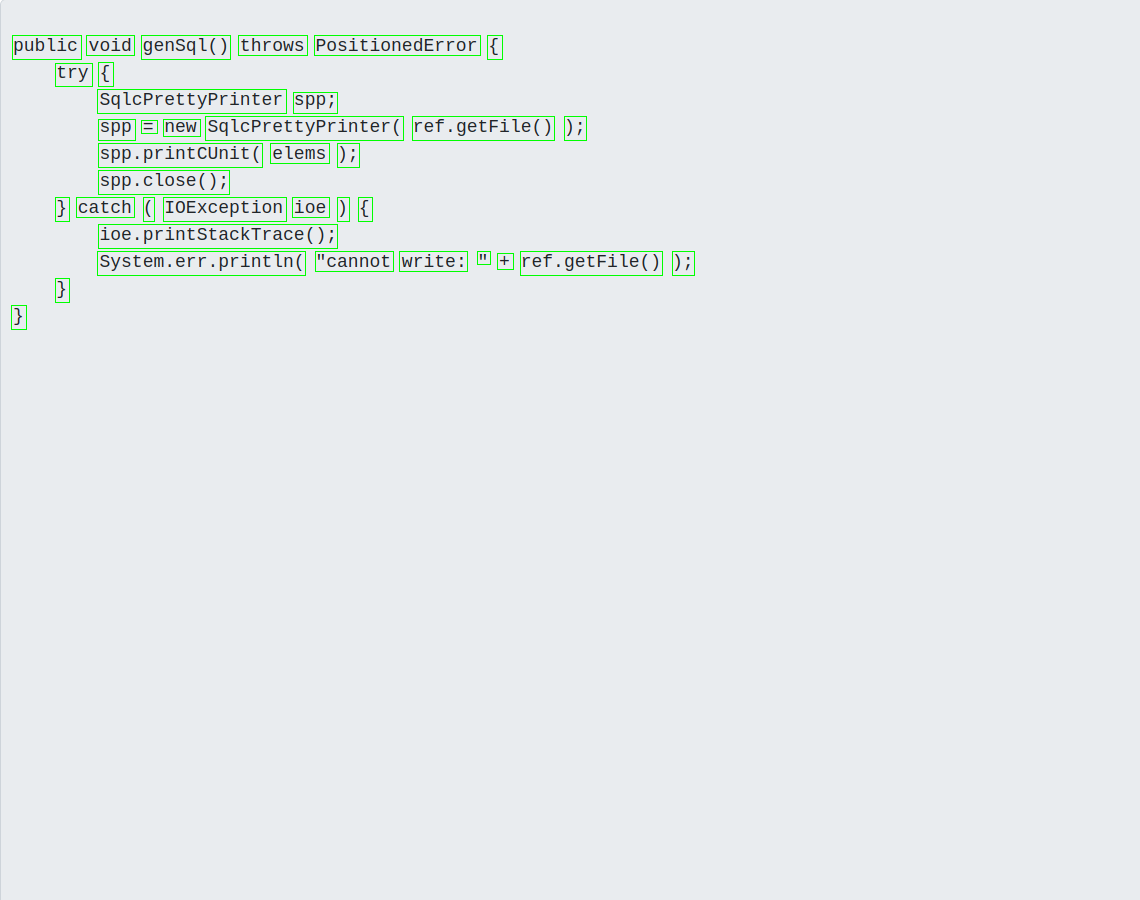 public void genSql() throws PositionedError {
    try {
        SqlcPrettyPrinter spp;
        spp = new SqlcPrettyPrinter( ref.getFile() );
        spp.printCUnit( elems );
        spp.close();
    } catch ( IOException ioe ) {
        ioe.printStackTrace();
        System.err.println( "cannot write: " + ref.getFile() );
    }
}